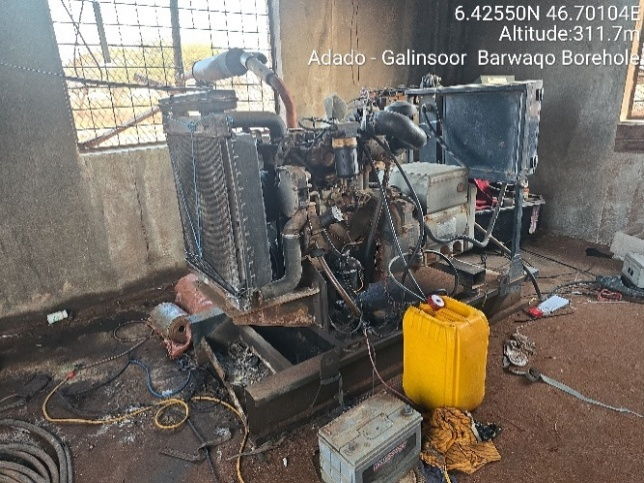 6.42550N 46.70104E
Altitude:311.7m
Adado - Galinsoor Barwaqo Borehole